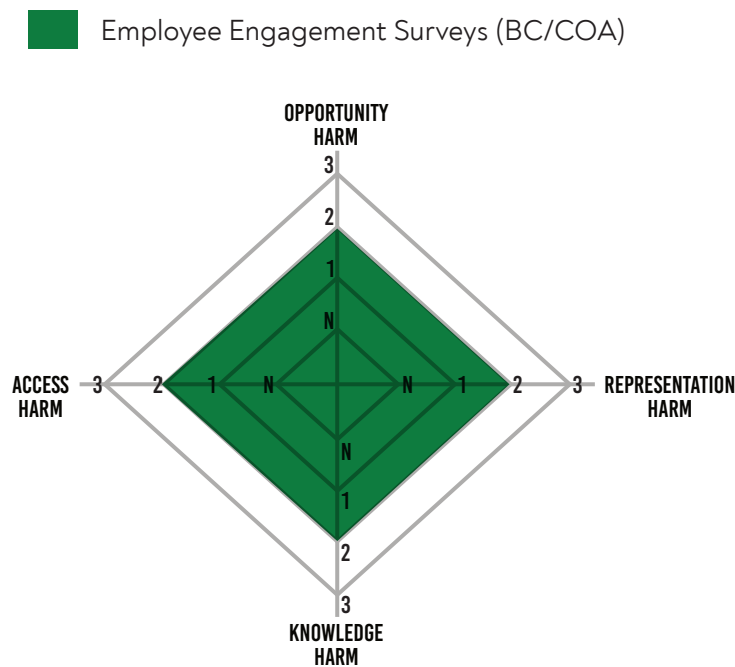 Employee Engagement Surveys (BC/COA)
OPPORTUNITY
HARM
3
2
1
N
ACCESS
HARM
3 2 1 N N 1 2 3
REPRESENTATION
HARM
N
1
2
3
KNOWLEDGE
HARM